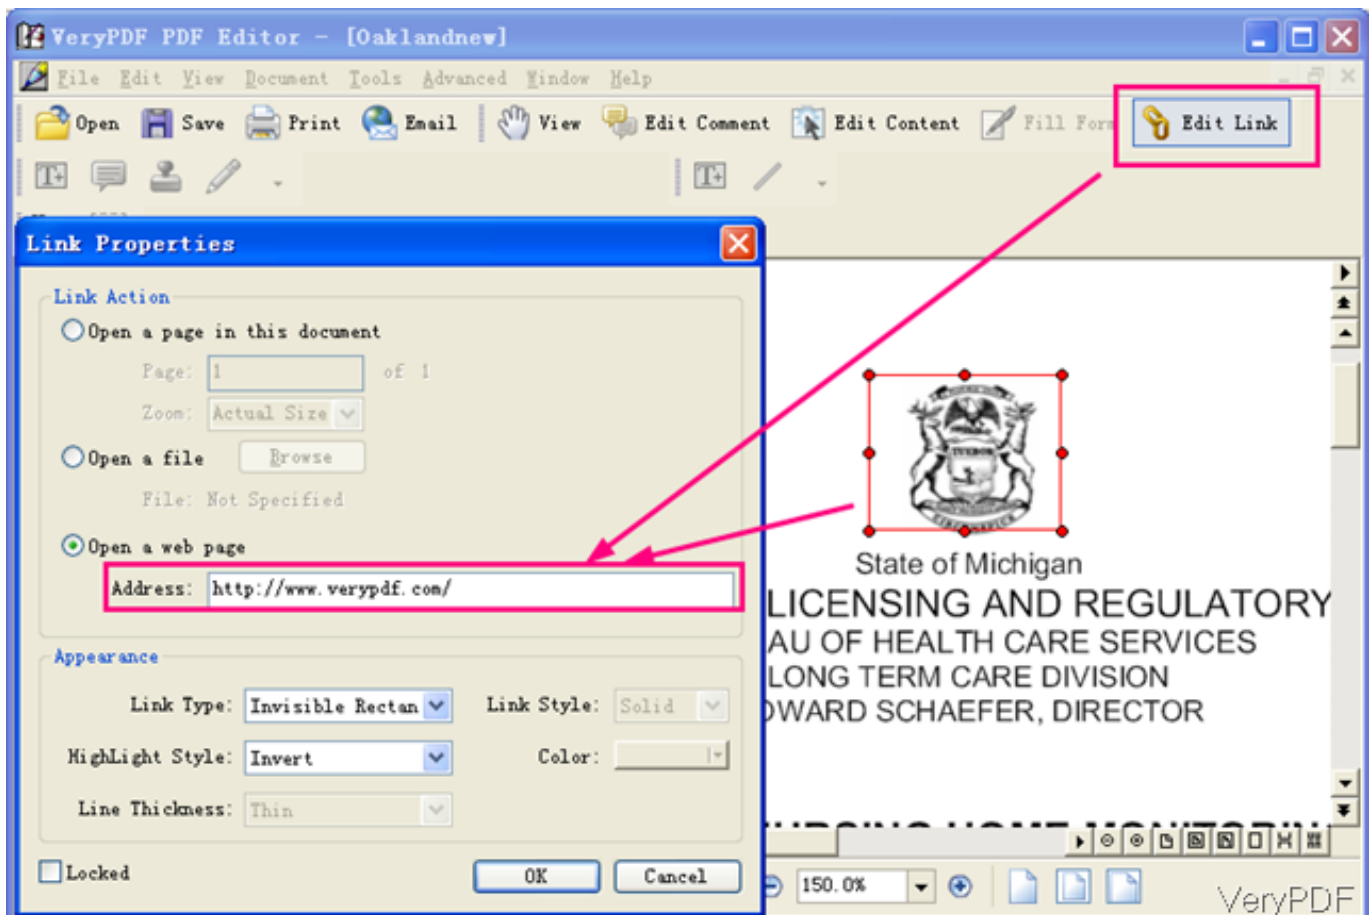 VeryPDF PDF Editor - [Oaklandnew]
File Edit View Document Tools Advanced Window Help
Open Save Print Email View Edit Comment Edit Content Fill Form Edit Link
Link Properties
Link Action
Open a page in this document
Page: 1 of 1
Zoom: Actual Size
Open a file Browse
File: Not Specified
Open a web page
Address: http://www.verypdf.com/
Appearance
Link Type: Invisible Rectan Link Style: Solid
HighLight Style: Invert Color:
Line Thickness: Thin
Locked
OK Cancel
TUEBOR
State of Michigan
LICENSING AND REGULATORY
AU OF HEALTH CARE SERVICES
LONG TERM CARE DIVISION
WARD SCHAEFER, DIRECTOR
HOME
150.0%
VeryPDF